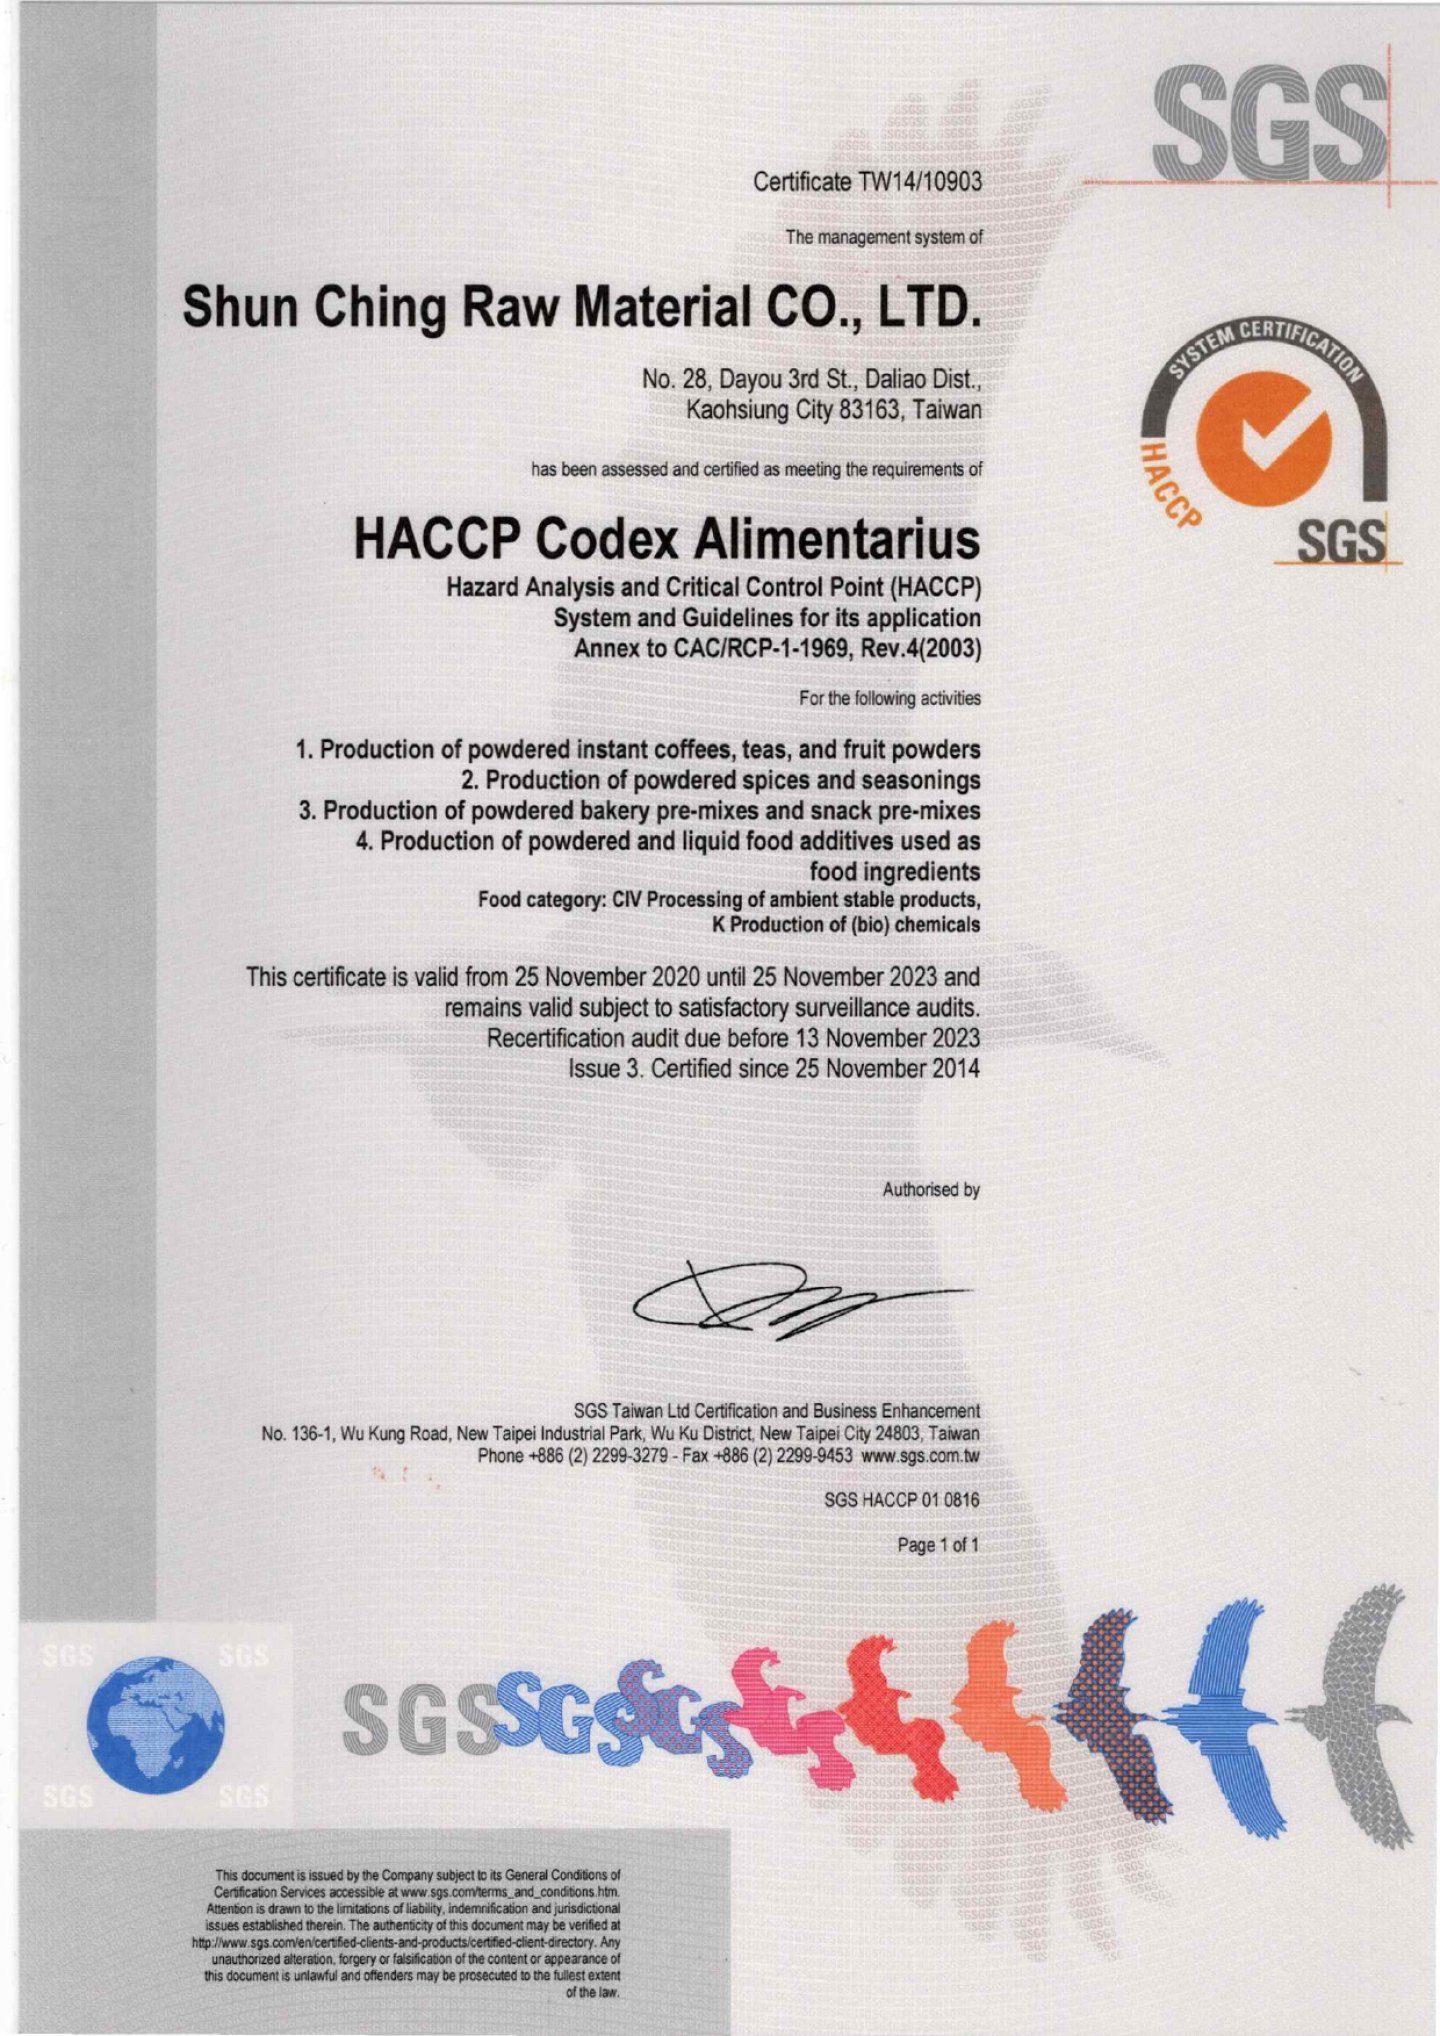 SGS
Certificate TW14/10903
The management system of
Shun Ching Raw Material CO., LTD.
No. 28, Dayou 3rd St., Daliao Dist.,
Kaohsiung City 83163, Taiwan
SYSTEM CERTIFICATION
HACCP
SGS
has been assessed and certified as meeting the requirements of
HACCP Codex Alimentarius
Hazard Analysis and Critical Control Point (HACCP)
System and Guidelines for its application
Annex to CAC/RCP-1-1969, Rev.4(2003)
For the following activities
1. Production of powdered instant coffees, teas, and fruit powders
2. Production of powdered spices and seasonings
3. Production of powdered bakery pre-mixes and snack pre-mixes
4. Production of powdered and liquid food additives used as
food ingredients
Food category: CIV Processing of ambient stable products,
K Production of (bio) chemicals
This certificate is valid from 25 November 2020 until 25 November 2023 and
remains valid subject to satisfactory surveillance audits.
Recertification audit due before 13 November 2023
Issue 3. Certified since 25 November 2014
Authorised by
SGS Taiwan Ltd Certification and Business Enhancement
No. 136-1, Wu Kung Road, New Taipei Industrial Park, Wu Ku District, New Taipei City 24803, Taiwan
Phone +886 (2) 2299-3279 - Fax +886 (2) 2299-9453 www.sgs.com.tw
SGS HACCP 01 0816
Page 1 of 1
SGS SGS
SGS SGS SGS
SGS SGS
This document is issued by the Company subject to its General Conditions of
Certification Services accessible at www.sgs.com/terms_and_conditions.htm.
Attention is drawn to the limitations of liability, indemnification and jurisdictional
issues established therein. The authenticity of this document may be verified at
http://www.sgs.com/en/certified-clients-and-products/certified-client-directory. Any
unauthorized alteration, forgery or falsification of the content or appearance of
this document is unlawful and offenders may be prosecuted to the fullest extent
of the law.